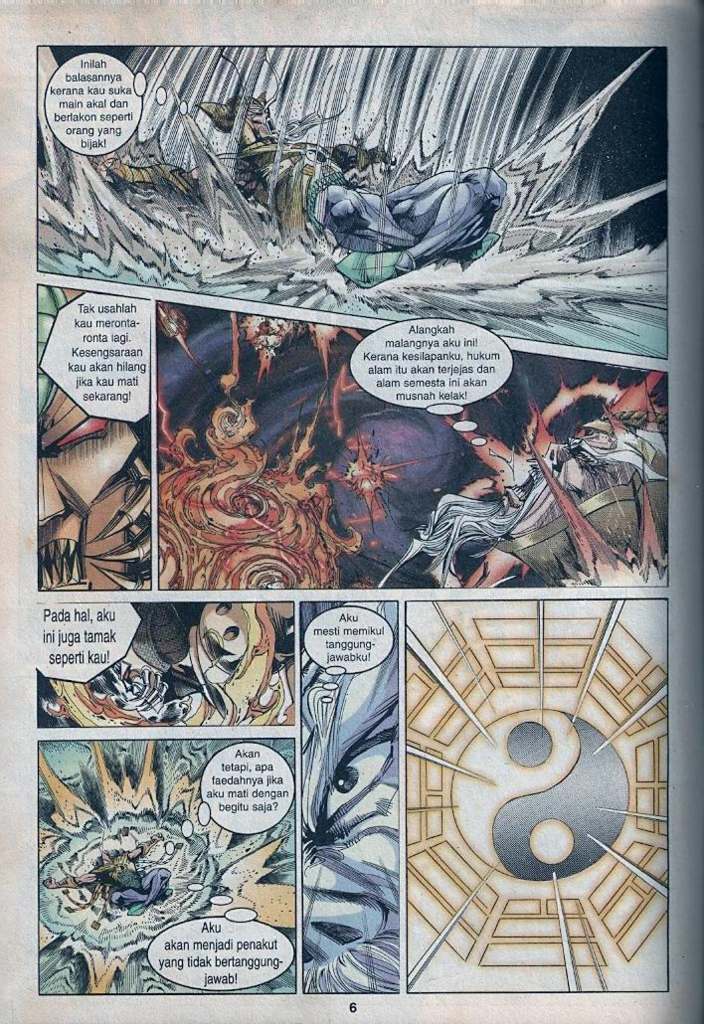 Inilah
balasannya
kerana kau suka
main akal dan
berlakon seperti
orang yang
bijak!
Tak usahlah
kau meronta-
ronta lagi.
Kesengsaraan
kau akan hilang
jika kau mati
sekarang!
Alangkah
malangnya aku ini!
Kerana kesilapanku, hukum
alam itu akan terjejas dan
alam semesta ini akan
musnah kelak!
Pada hal, aku
ini juga tamak
seperti kau!
Akan
tetapi, apa
faedahnya jika
aku mati dengan
begitu saja?
Aku
akan menjadi penakut
yang tidak bertanggung-
jawab!
Aku
mesti memikul
tanggung-
jawabku!
6